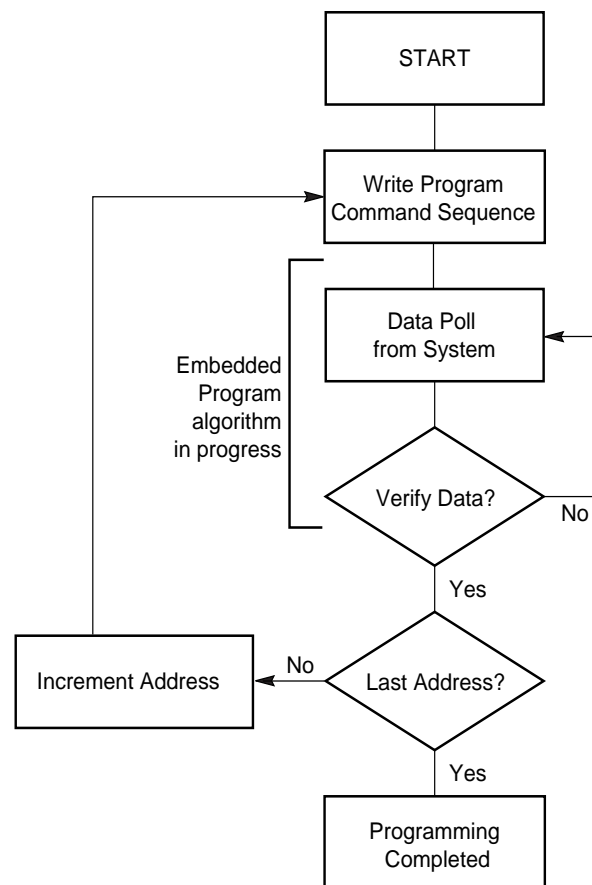 START
Write Program
Command Sequence
Data Poll
from System
Embedded
Program
algorithm
in progress
Verify Data?
No
Yes
No
Increment Address
Last Address?
Yes
Programming
Completed